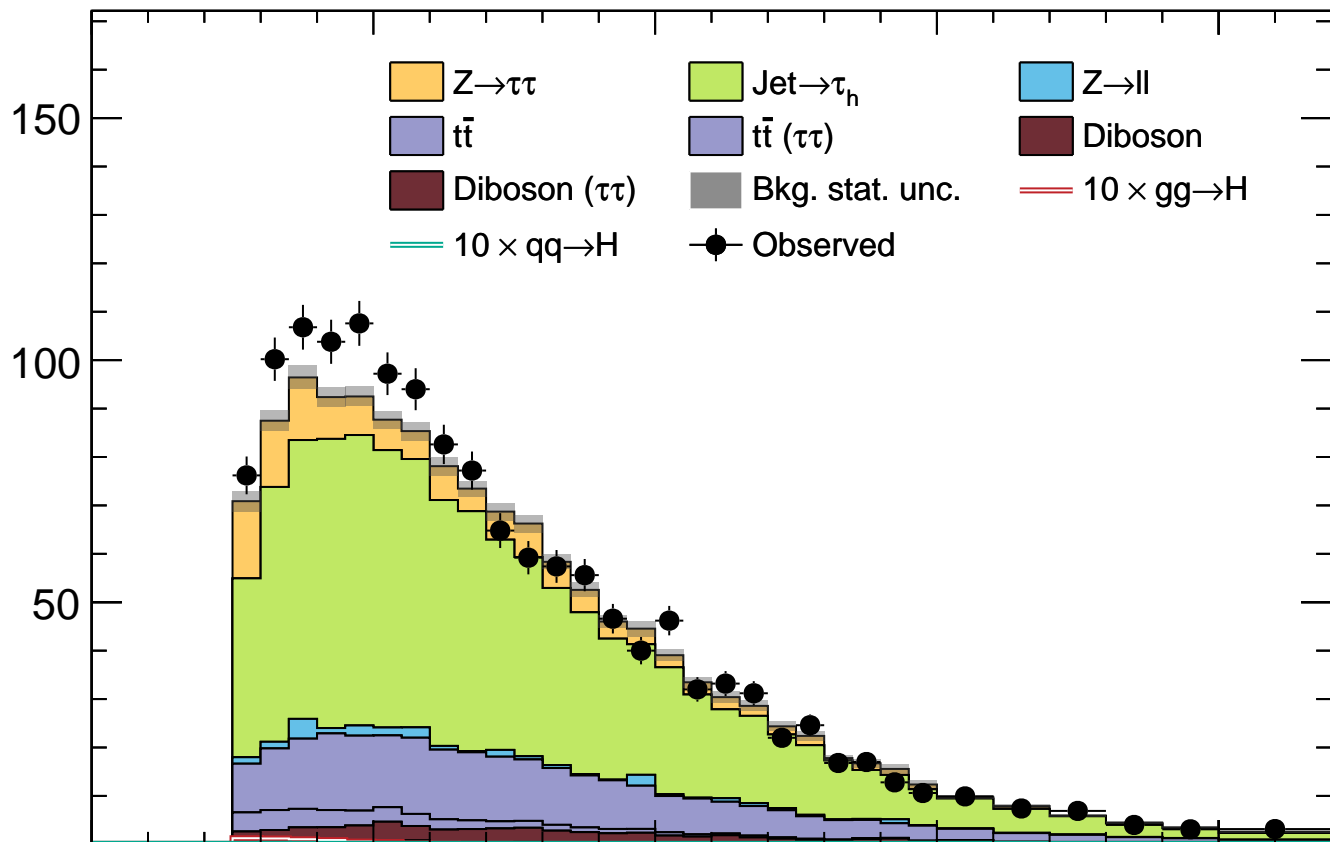 Z→ττ Jet→τh Z→ll
tt̄ tt̄ (ττ) Diboson
Diboson (ττ) Bkg. stat. unc. 10 × gg→H
10 × qq→H Observed
150
100
50